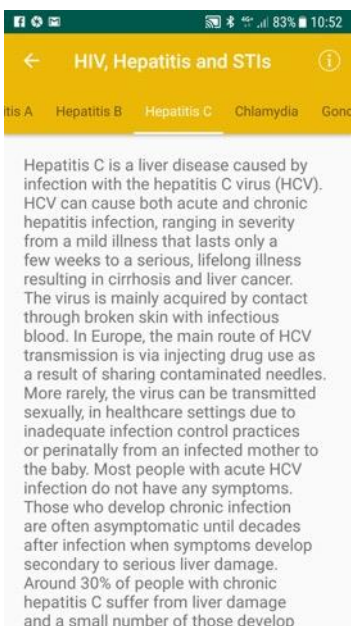 83% 10:52
HIV, Hepatitis and STIs
itis A Hepatitis B Hepatitis C Chlamydia Gono
Hepatitis C is a liver disease caused by
infection with the hepatitis C virus (HCV).
HCV can cause both acute and chronic
hepatitis infection, ranging in severity
from a mild illness that lasts only a
few weeks to a serious, lifelong illness
resulting in cirrhosis and liver cancer.
The virus is mainly acquired by contact
through broken skin with infectious
blood. In Europe, the main route of HCV
transmission is via injecting drug use as
a result of sharing contaminated needles.
More rarely, the virus can be transmitted
sexually, in healthcare settings due to
inadequate infection control practices
or perinatally from an infected mother to
the baby. Most people with acute HCV
infection do not have any symptoms.
Those who develop chronic infection
are often asymptomatic until decades
after infection when symptoms develop
secondary to serious liver damage.
Around 30% of people with chronic
hepatitis C suffer from liver damage
and a small number of those develop